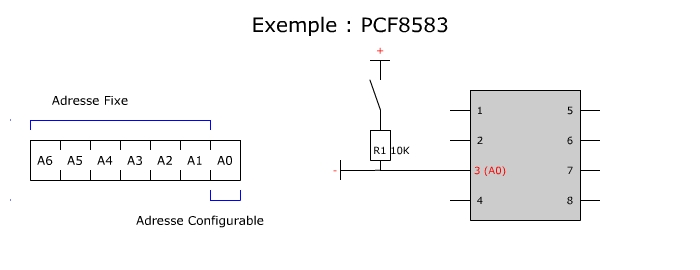 Exemple : PCF8583
+
Adresse Fixe
A6 A5 A4 A3 A2 A1 A0
Adresse Configurable
R1 10K
-
1 5
2 6
3 (A0) 7
4 8